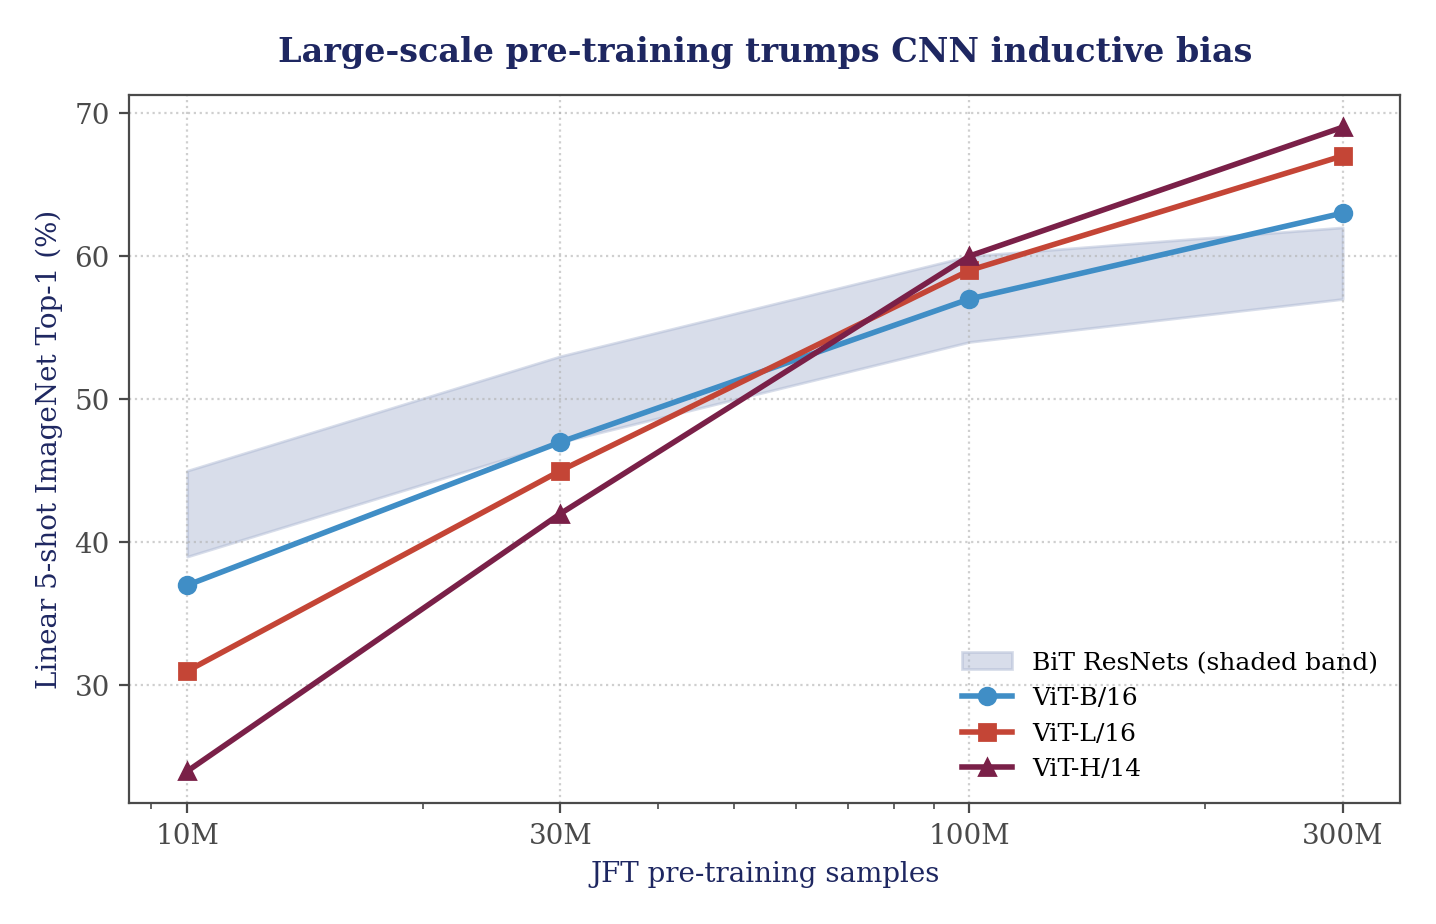 Large-scale pre-training trumps CNN inductive bias
Linear 5-shot ImageNet Top-1 (%)
70
60
50
40
30
BiT ResNets (shaded band)
ViT-B/16
ViT-L/16
ViT-H/14
10M
30M
100M
300M
JFT pre-training samples